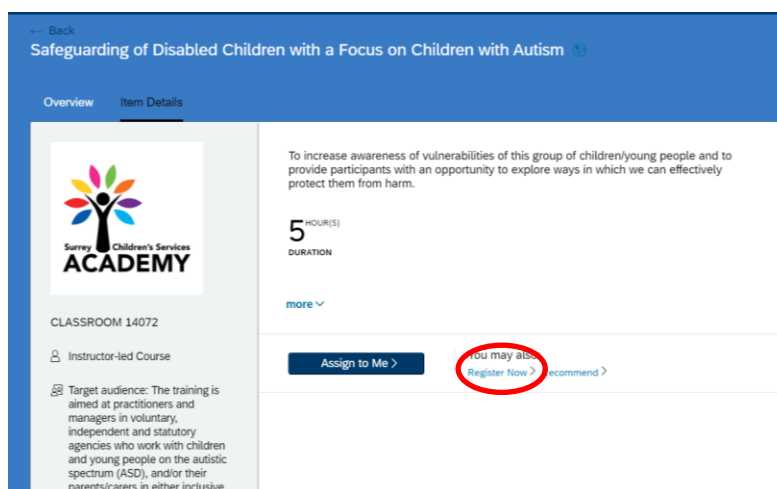 ← Back
Safeguarding of Disabled Children with a Focus on Children with Autism
Overview Item Details
Surrey Children's Services
ACADEMY
CLASSROOM 14072
Instructor-led Course
Target audience: The training is
aimed at practitioners and
managers in voluntary,
independent and statutory
agencies who work with children
and young people on the autistic
spectrum (ASD), and/or their
parents/carers in either inclusive
To increase awareness of vulnerabilities of this group of children/young people and to
provide participants with an opportunity to explore ways in which we can effectively
protect them from harm.
5 HOUR(S)
DURATION
more
Assign to Me >
You may also
Register Now > ecommend >